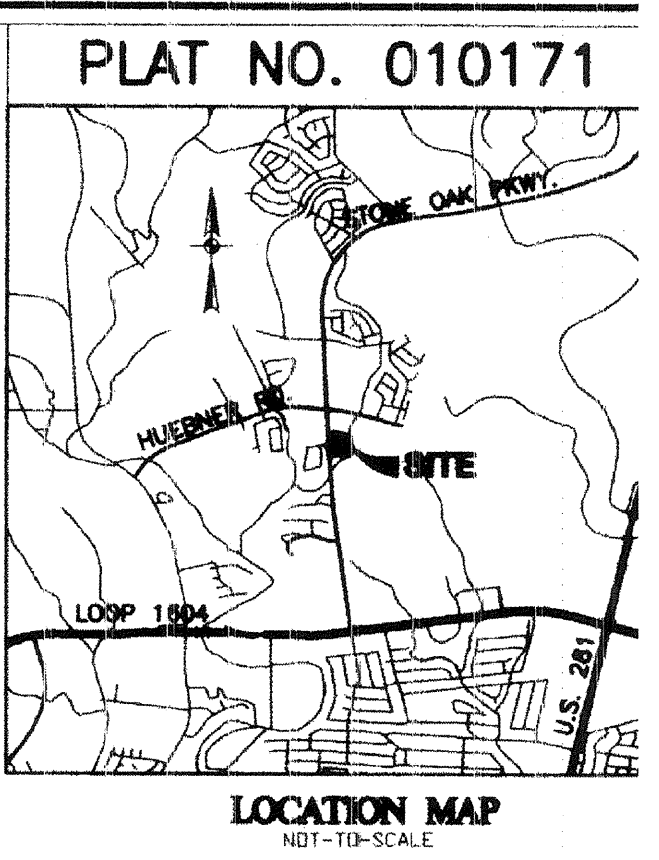 PLAT NO. 010171
STONE OAK PKWY.
HUEBNER RD.
SITE
LOOP 1604
U.S. 281
LOCATION MAP
NOT-TO-SCALE